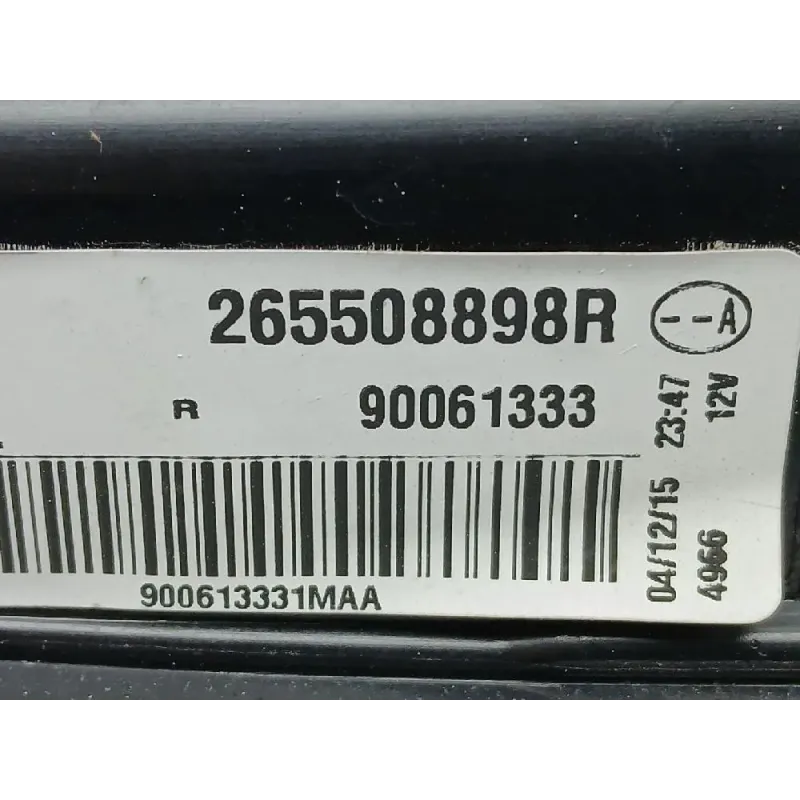 265508898R --A
R 90061333
900613331MAA
04/12/15 23:47
4966 12V